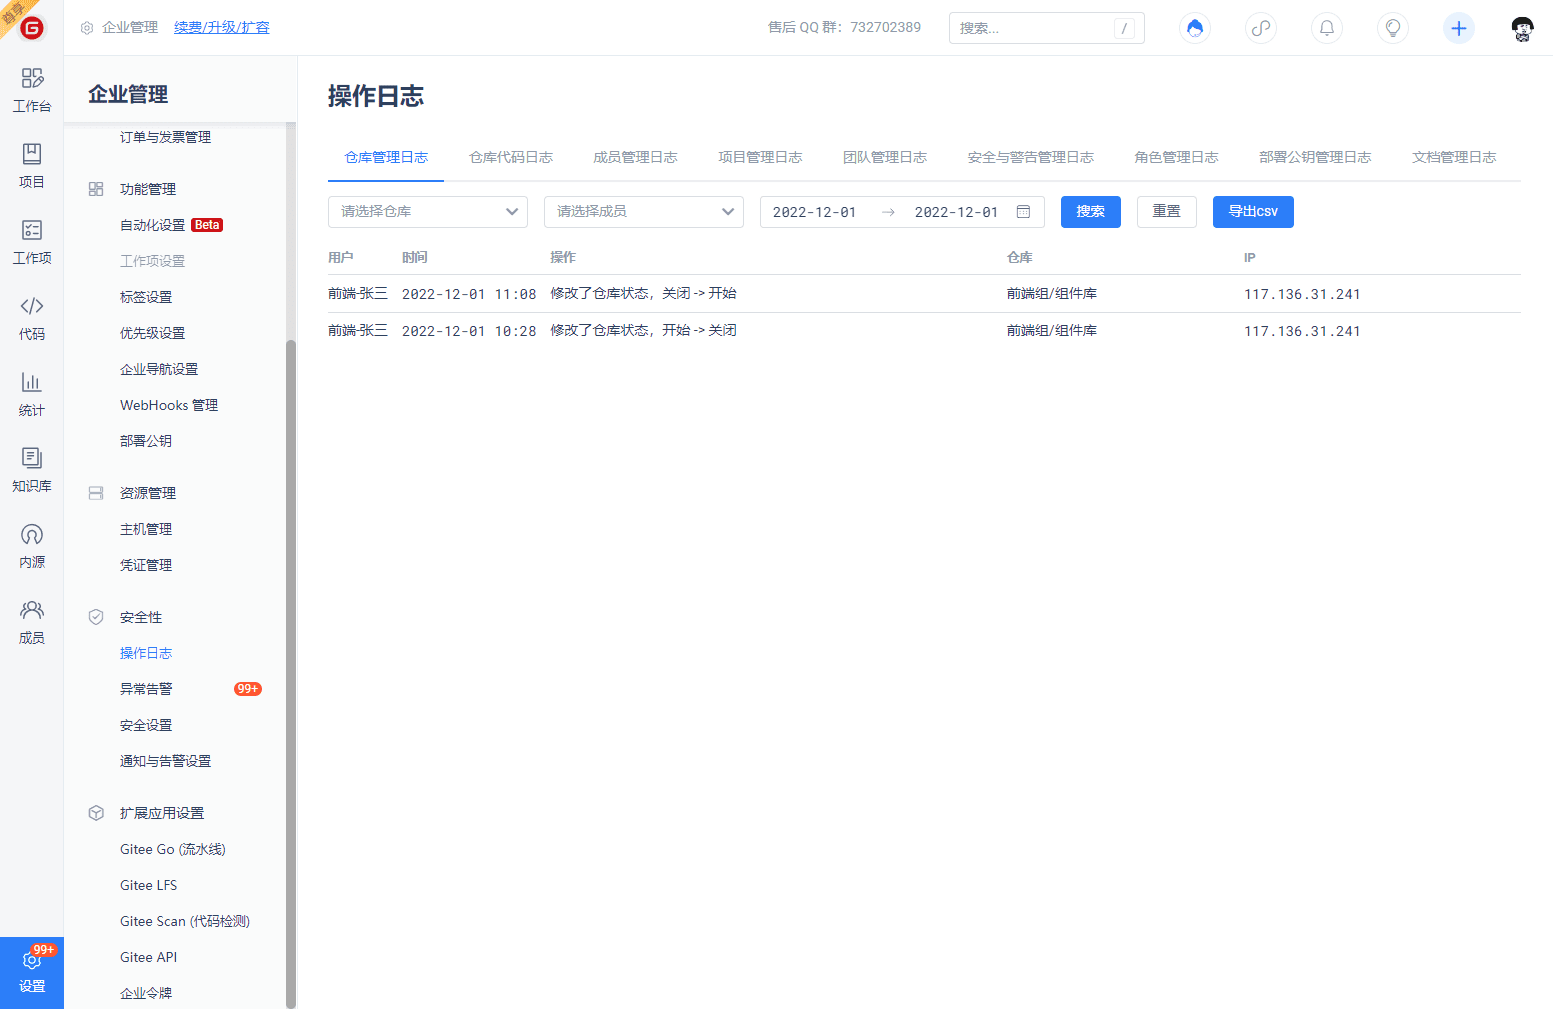 尊享
G
企业管理 续费/升级/扩容
售后 QQ 群：732702389
搜索... /
工作台
项目
工作项
代码
统计
知识库
内源
成员
99+
设置
企业管理
订单与发票管理
功能管理
自动化设置 Beta
工作项设置
标签设置
优先级设置
企业导航设置
WebHooks 管理
部署公钥
资源管理
主机管理
凭证管理
安全性
操作日志
异常告警 99+
安全设置
通知与告警设置
扩展应用设置
Gitee Go (流水线)
Gitee LFS
Gitee Scan (代码检测)
Gitee API
企业令牌
操作日志
仓库管理日志 仓库代码日志 成员管理日志 项目管理日志 团队管理日志 安全与警告管理日志 角色管理日志 部署公钥管理日志 文档管理日志
请选择仓库 请选择成员 2022-12-01 → 2022-12-01 搜索 重置 导出csv
用户 时间 操作 仓库 IP
前端-张三 2022-12-01 11:08 修改了仓库状态，关闭 -> 开始 前端组/组件库 117.136.31.241
前端-张三 2022-12-01 10:28 修改了仓库状态，开始 -> 关闭 前端组/组件库 117.136.31.241